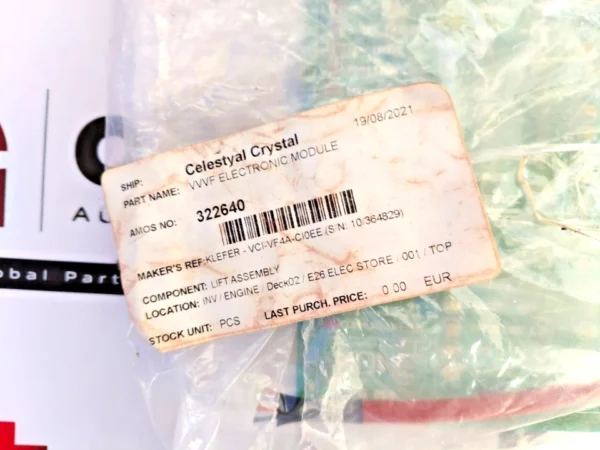 SHIP: Celestyal Crystal 19/08/2021
PART NAME: VVVF ELECTRONIC MODULE
AMOS NO: 322640
MAKER'S REF: KLEFER - VCI-VF4A-CI0EE (S/N: 10/364829)
COMPONENT: LIFT ASSEMBLY
LOCATION: INV / ENGINE / Deck02 / E26 ELEC STORE / 001 / TOP
STOCK UNIT: PCS LAST PURCH. PRICE: 0.00 EUR
AU
obal Part